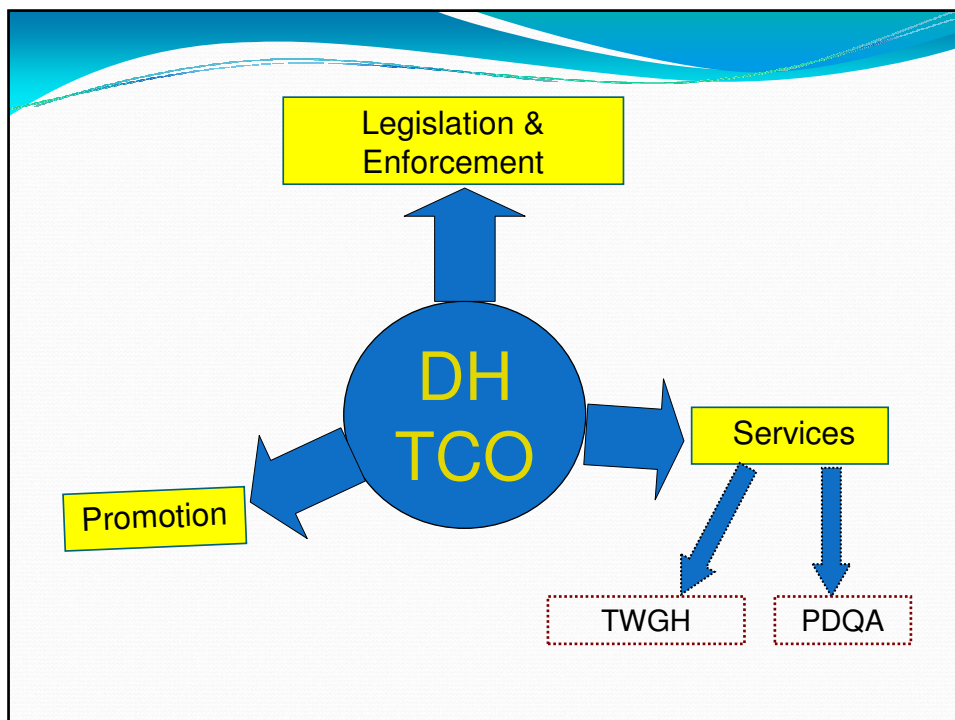 Legislation &
Enforcement
DH
TCO
Services
Promotion
TWGH
PDQA